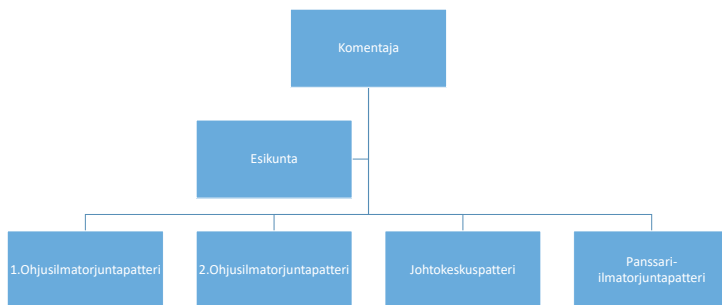 Komentaja
Esikunta
1.Ohjusilmatorjuntapatteri
2.Ohjusilmatorjuntapatteri
Johtokeskuspatteri
Panssari-
ilmatorjuntapatteri